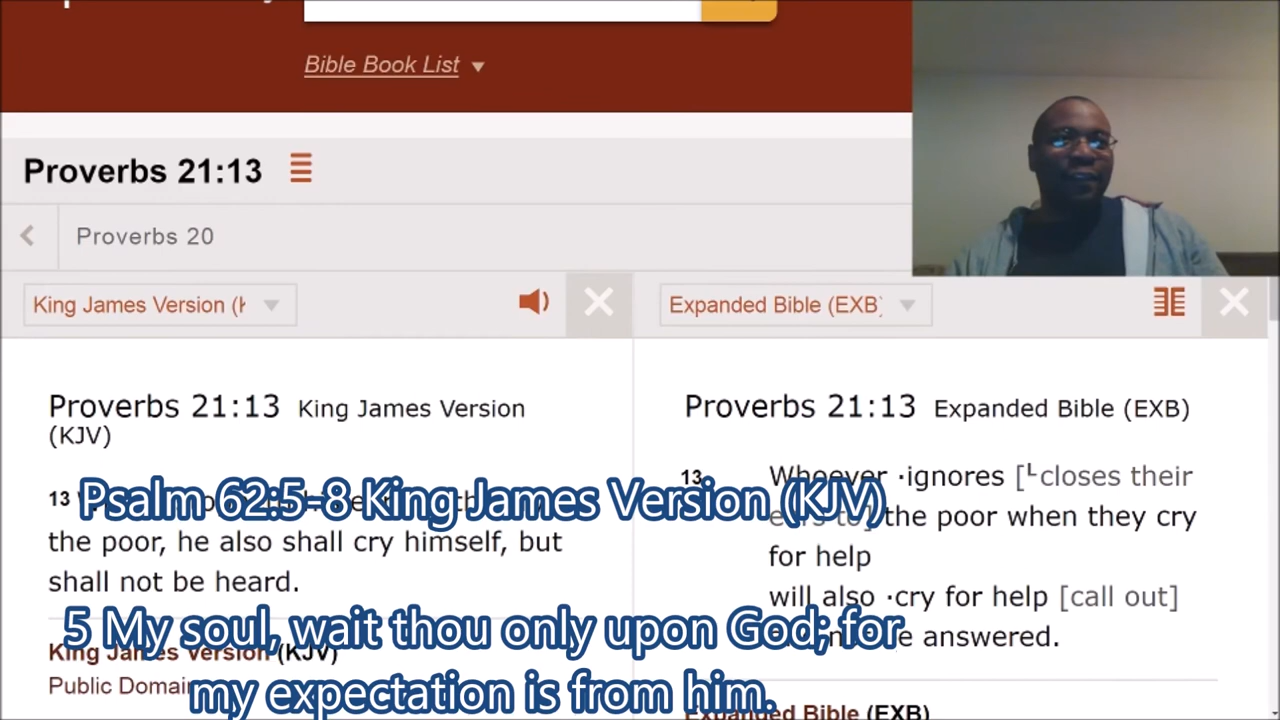 Bible Book List
Proverbs 21:13
Proverbs 20
King James Version (K
Expanded Bible (EXB)
Proverbs 21:13 King James Version
(KJV)
13
the poor, he also shall cry himself, but
shall not be heard.
King James Version (KJV)
Public Domain
Proverbs 21:13 Expanded Bible (EXB)
13 Whoever ·ignores [Lcloses their
to] the poor when they cry
for help
will also ·cry for help [call out]
answered.
Expanded Bible (EXB)
Psalm 62:5-8 King James Version (KJV)
5 My soul, wait thou only upon God; for
my expectation is from him.